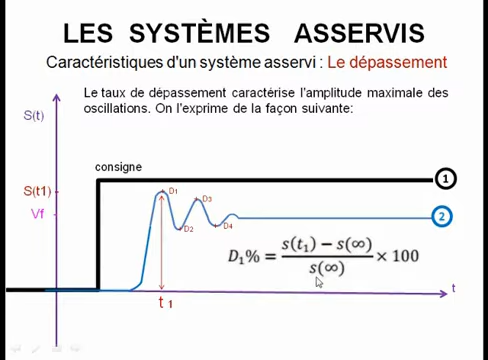 LES SYSTÈMES ASSERVIS
Caractéristiques d'un système asservi : Le dépassement
Le taux de dépassement caractérise l'amplitude maximale des
oscillations. On l'exprime de la façon suivante:
S(t)
consigne
1
S(t1)
D1
D3
Vf
D2
D4
2
D₁% = (s(t₁) − s(∞)) / s(∞) × 100
t
t1